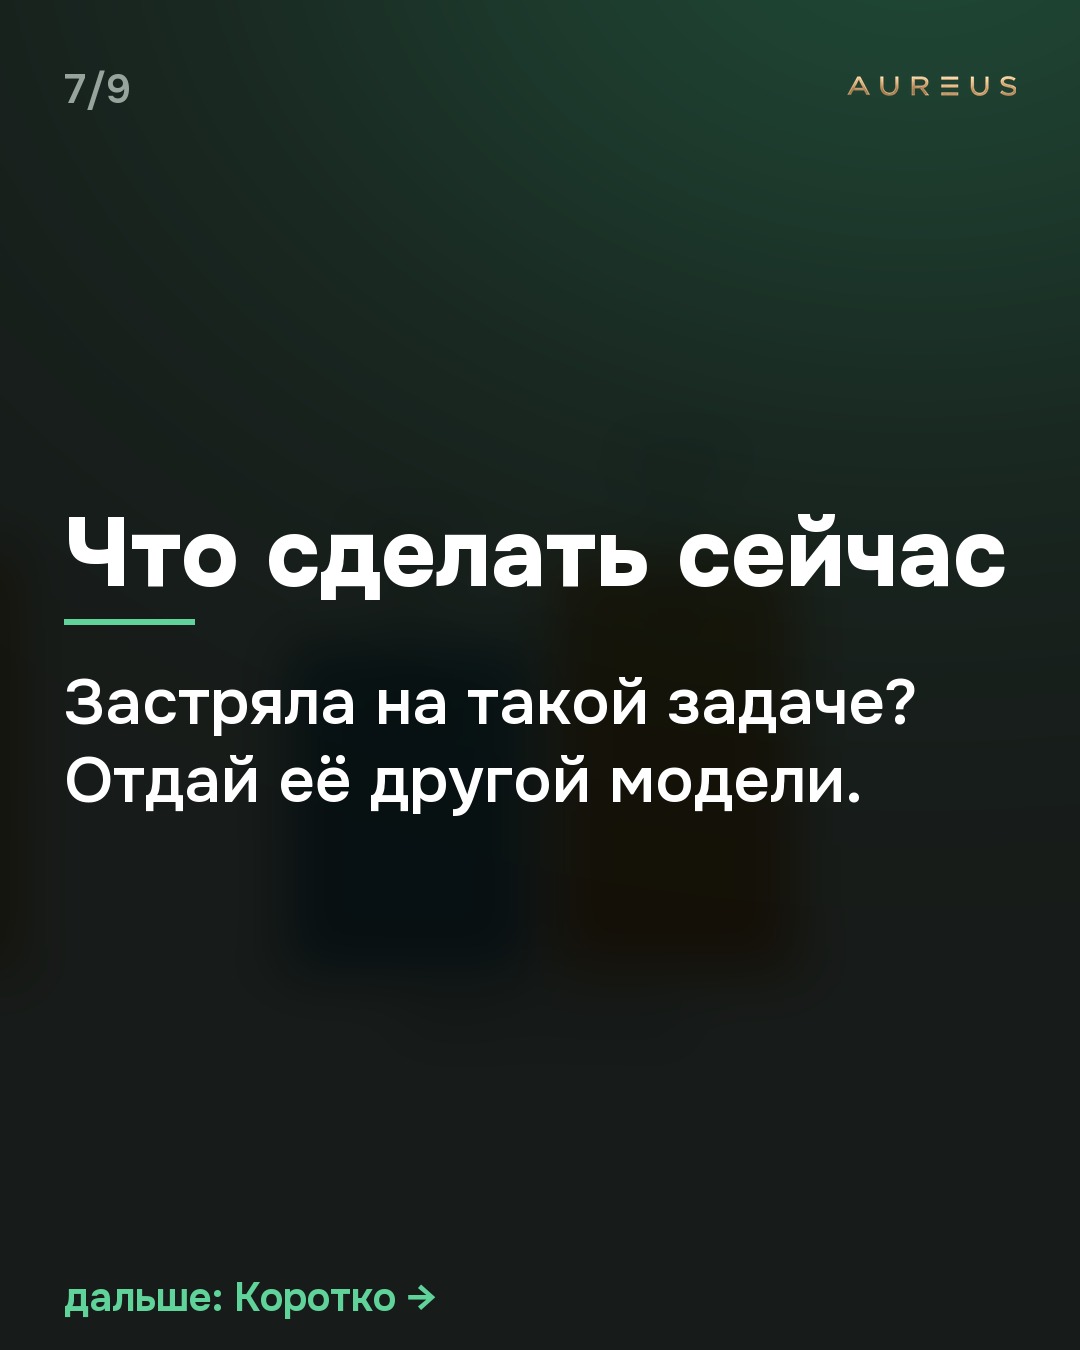 7/9
AUREUS
Что сделать сейчас
Застряла на такой задаче?
Отдай её другой модели.
дальше: Коротко →